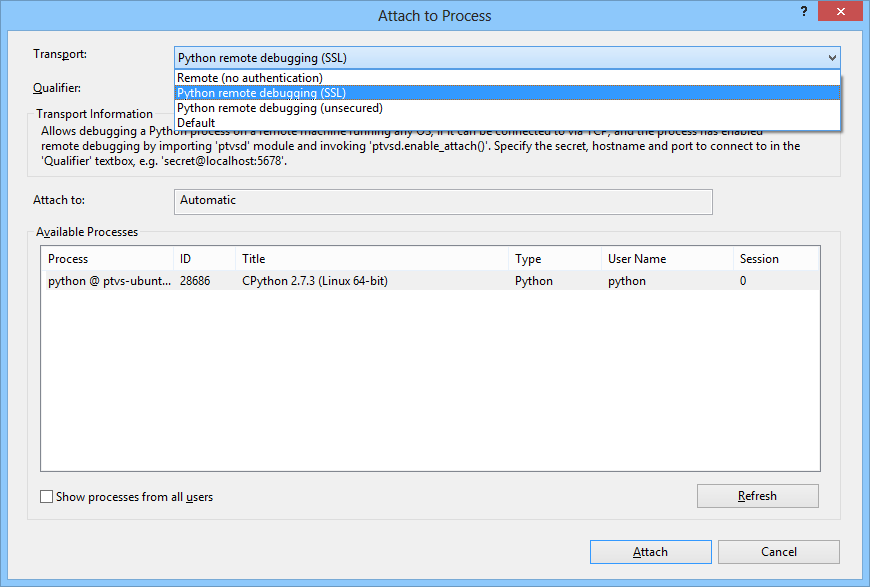 Attach to Process
?
Transport:
Python remote debugging (SSL)
Remote (no authentication)
Python remote debugging (SSL)
Python remote debugging (unsecured)
Default
Qualifier:
Transport Information
Allows debugging a Python process on a remote machine running any OS, if it can be connected to via TCP, and the process has enabled
remote debugging by importing 'ptvsd' module and invoking 'ptvsd.enable_attach()'. Specify the secret, hostname and port to connect to in the
'Qualifier' textbox, e.g. 'secret@localhost:5678'.
Attach to:
Automatic
Available Processes
Process ID Title Type User Name Session
python @ ptvs-ubunt... 28686 CPython 2.7.3 (Linux 64-bit) Python python 0
Show processes from all users
Refresh
Attach Cancel